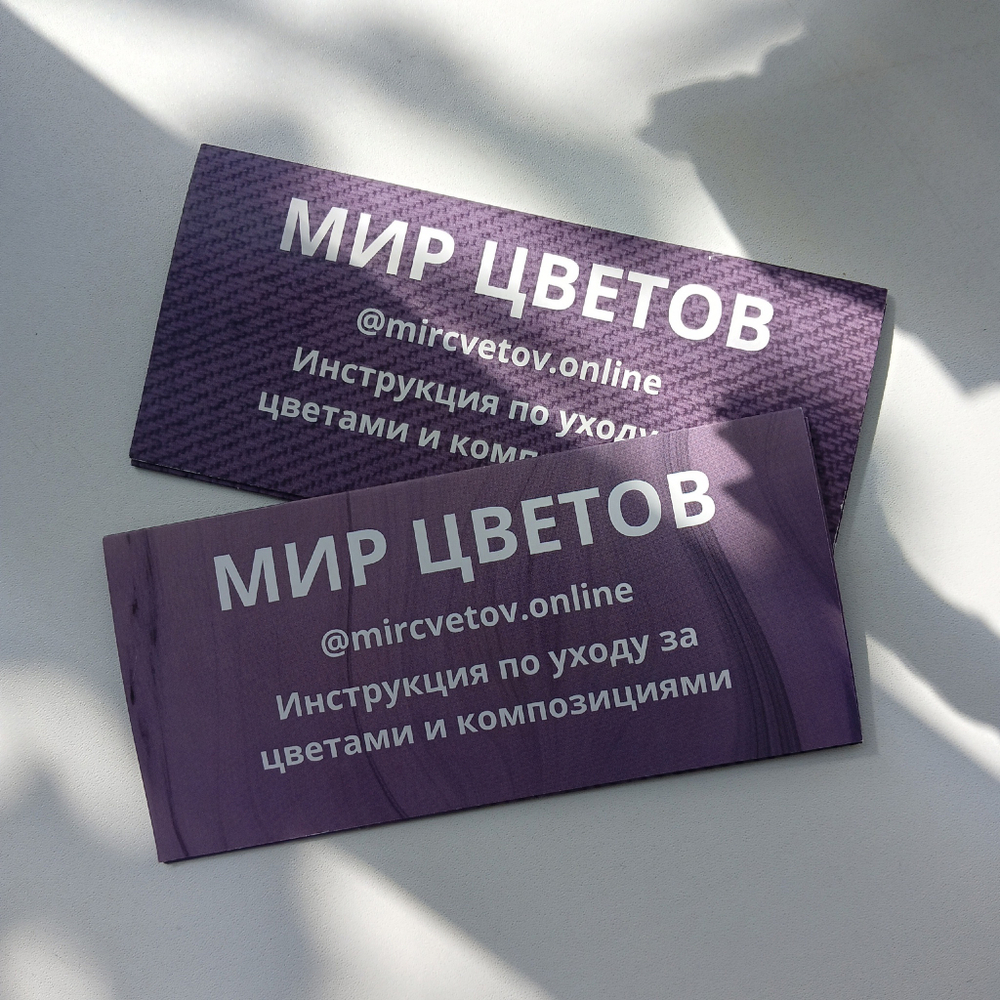 МИР ЦВЕТОВ
@mircvetov.online
Инструкция по уходу
цветами и
МИР ЦВЕТОВ
@mircvetov.online
Инструкция по уходу за
цветами и композициями